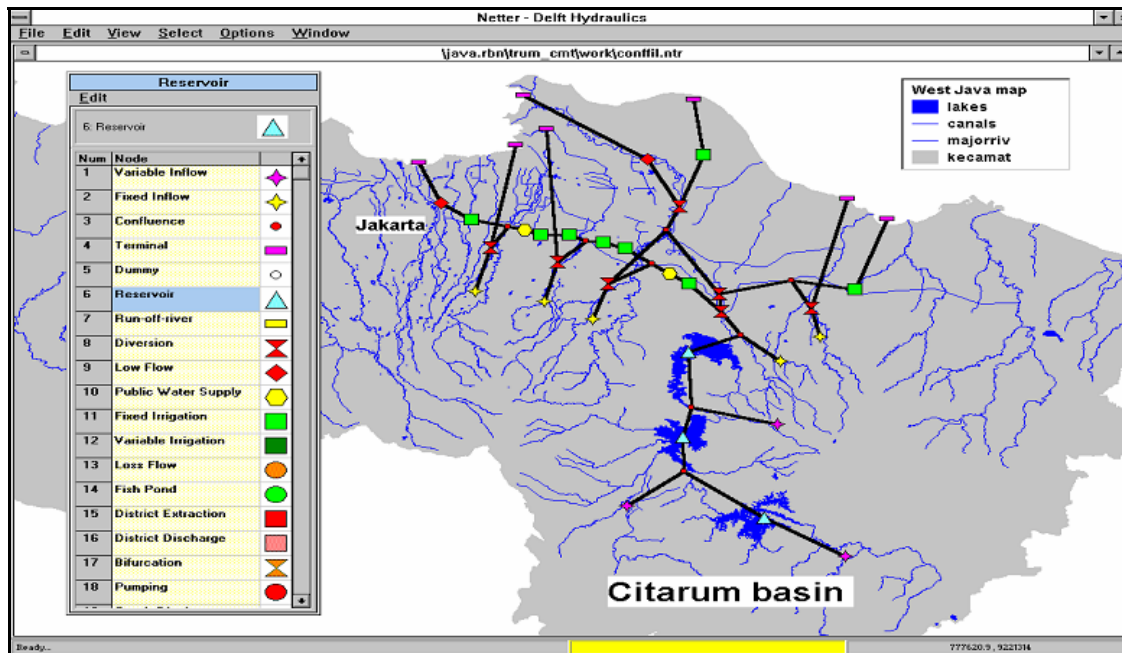 Netter - Delft Hydraulics
File Edit View Select Options Window
\java.rbn\trum_cmt\work\conffil.ntr
Reservoir
Edit
6: Reservoir
Num Node
1 Variable Inflow
2 Fixed Inflow
3 Confluence
4 Terminal
5 Dummy
6 Reservoir
7 Run-off-river
8 Diversion
9 Low Flow
10 Public Water Supply
11 Fixed Irrigation
12 Variable Irrigation
13 Loss Flow
14 Fish Pond
15 District Extraction
16 District Discharge
17 Bifurcation
18 Pumping
West Java map
lakes
canals
majorriv
kecamat
Jakarta
Citarum basin
Ready...
777620.9 , 9221314